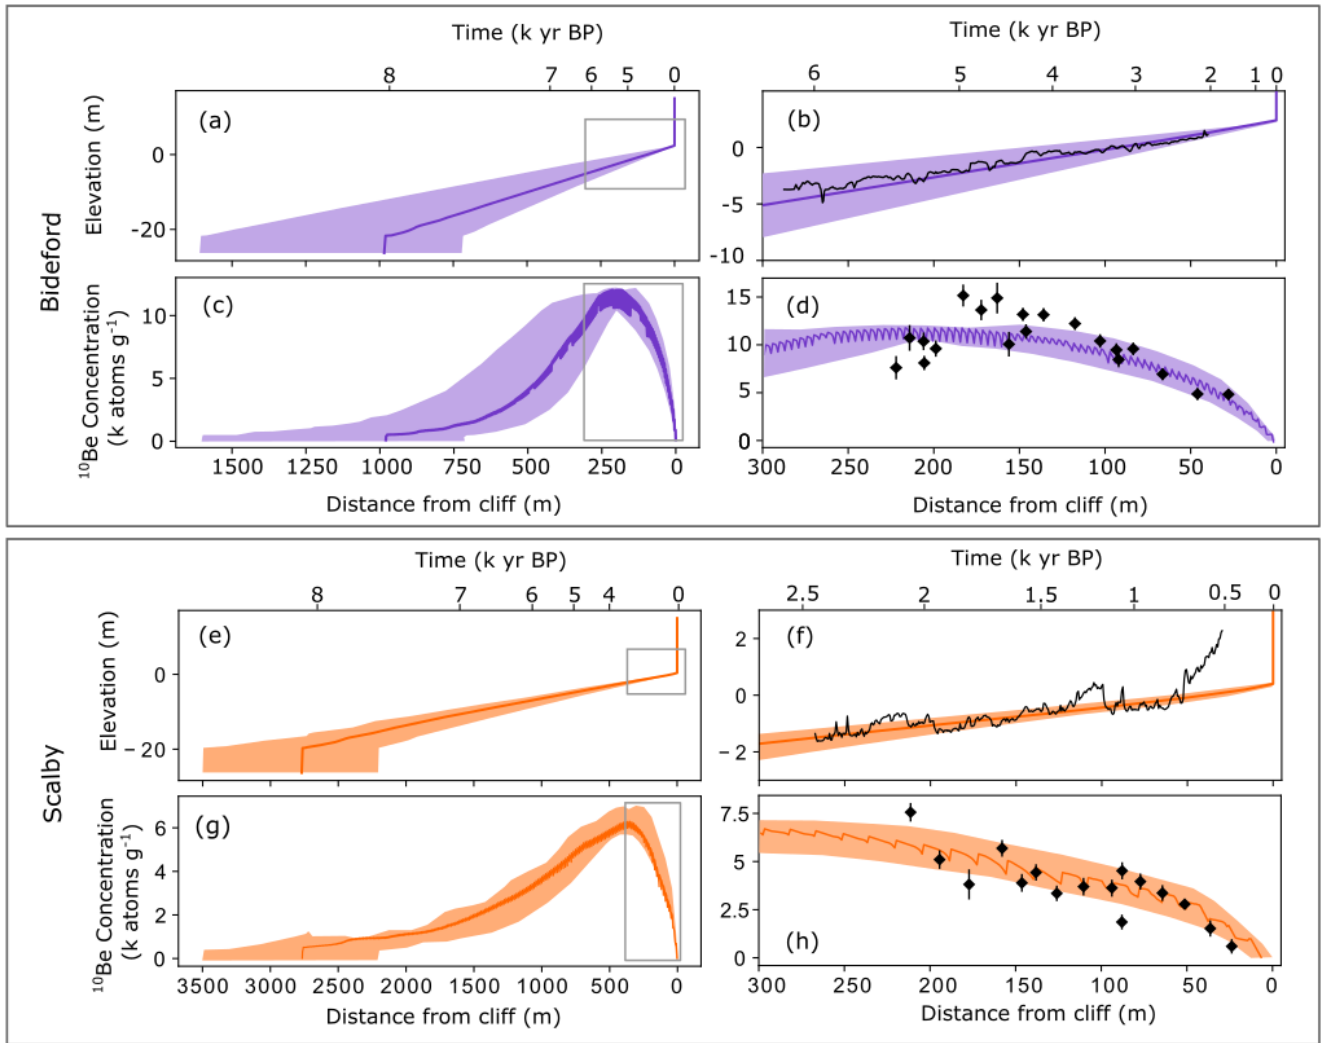 Bideford
Time (k yr BP)
8 7 6 5 4 0
Elevation (m)
0
-20
(a)
Time (k yr BP)
6 5 4 3 2 1 0
0
-5
-10
(b)
10
5
0
¹⁰Be Concentration
(k atoms g⁻¹)
(c)
1500 1250 1000 750 500 250 0
Distance from cliff (m)
15
10
5
0
(d)
300 250 200 150 100 50 0
Distance from cliff (m)
Scalby
Time (k yr BP)
8 7 6 5 4 0
Elevation (m)
0
−20
(e)
Time (k yr BP)
2.5 2 1.5 1 0.5 0
2
0
−2
(f)
6
4
2
0
¹⁰Be Concentration
(k atoms g⁻¹)
(g)
3500 3000 2500 2000 1500 1000 500 0
Distance from cliff (m)
7.5
5
2.5
0
(h)
300 250 200 150 100 50 0
Distance from cliff (m)